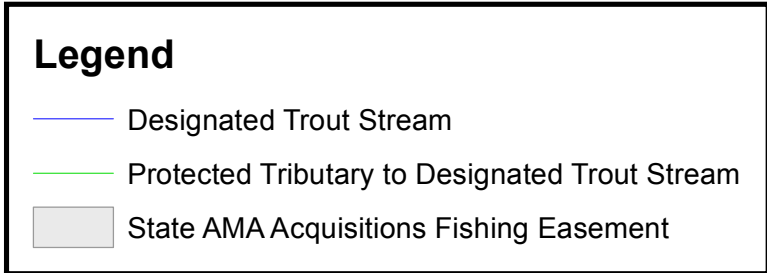 Legend
Designated Trout Stream
Protected Tributary to Designated Trout Stream
State AMA Acquisitions Fishing Easement